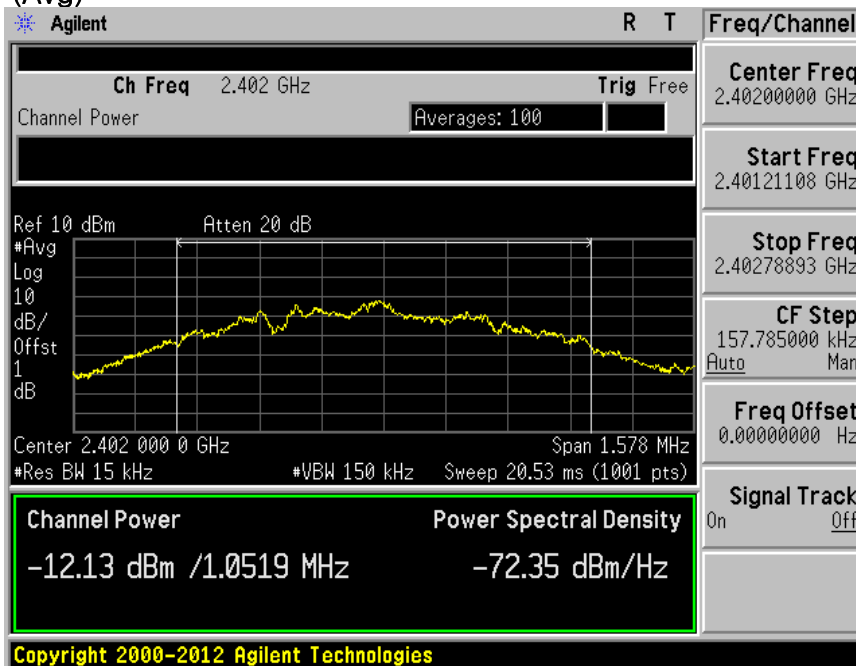 (Avg)
Agilent R T Freq/Channel
Ch Freq 2.402 GHz Trig Free
Channel Power Averages: 100
Center Freq
2.40200000 GHz
Start Freq
2.40121108 GHz
Stop Freq
2.40278893 GHz
CF Step
157.785000 kHz
Auto Man
Freq Offset
0.00000000 Hz
Signal Track
On Off
Ref 10 dBm Atten 20 dB
#Avg
Log
10
dB/
Offst
1
dB
Center 2.402 000 0 GHz Span 1.578 MHz
#Res BW 15 kHz #VBW 150 kHz Sweep 20.53 ms (1001 pts)
Channel Power Power Spectral Density
-12.13 dBm /1.0519 MHz -72.35 dBm/Hz
Copyright 2000-2012 Agilent Technologies